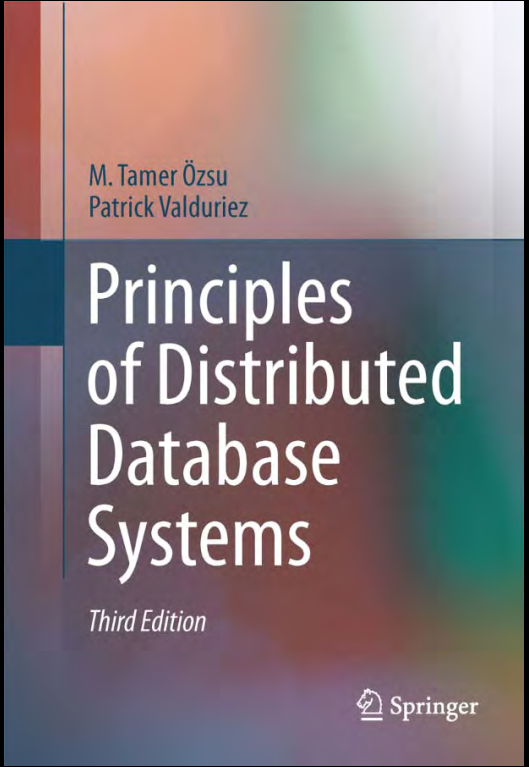 M. Tamer Özsu
Patrick Valduriez
Principles
of Distributed
Database
Systems
Third Edition
Springer